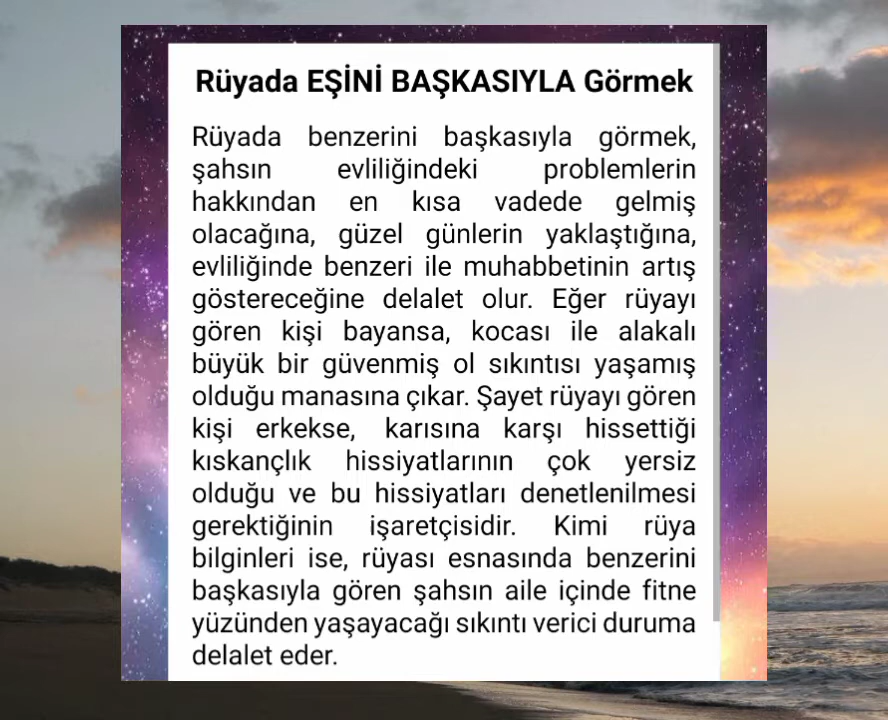 Rüyada EŞİNİ BAŞKASIYLA Görmek
Rüyada benzerini başkasıyla görmek,
şahsın evliliğindeki problemlerin
hakkından en kısa vadede gelmiş
olacağına, güzel günlerin yaklaştığına,
evliliğinde benzeri ile muhabbetinin artış
göstereceğine delalet olur. Eğer rüyayı
gören kişi bayansa, kocası ile alakalı
büyük bir güvenmiş ol sıkıntısı yaşamış
olduğu manasına çıkar. Şayet rüyayı gören
kişi erkekse, karısına karşı hissettiği
kıskançlık hissiyatlarının çok yersiz
olduğu ve bu hissiyatları denetlenilmesi
gerektiğinin işaretçisidir. Kimi rüya
bilginleri ise, rüyası esnasında benzerini
başkasıyla gören şahsın aile içinde fitne
yüzünden yaşayacağı sıkıntı verici duruma
delalet eder.